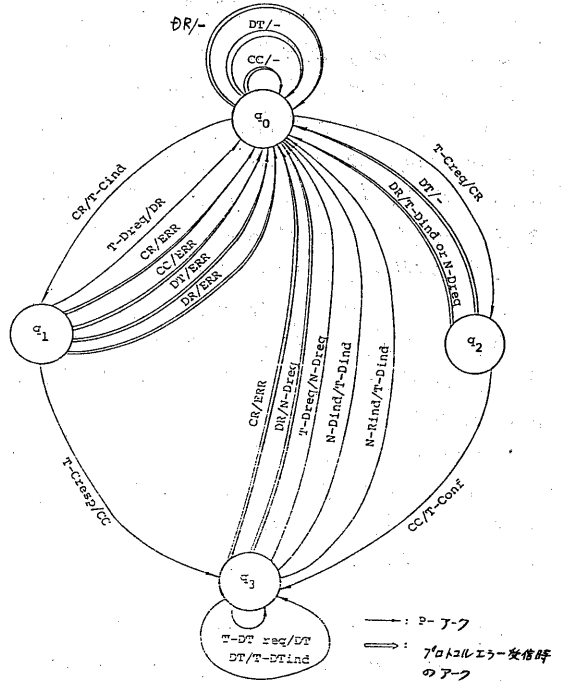 DR/-
DT/-
CC/-
q0
CR/T-Cind
T-Dreq/DR
CR/ERR
CC/ERR
DT/ERR
DR/ERR
T-Creq/CR
DT/-
DR/T-Dind or N-Dreq
q1
q2
CR/ERR
DR/N-Dreq
T-Dreq/N-Dreq
N-Dind/T-Dind
N-Rind/T-Dind
T-Cresp/CC
CC/T-Conf
q3
T-DT req/DT
DT/T-DTind
: P-アーク
: プロトコルエラー受信時
のアーク